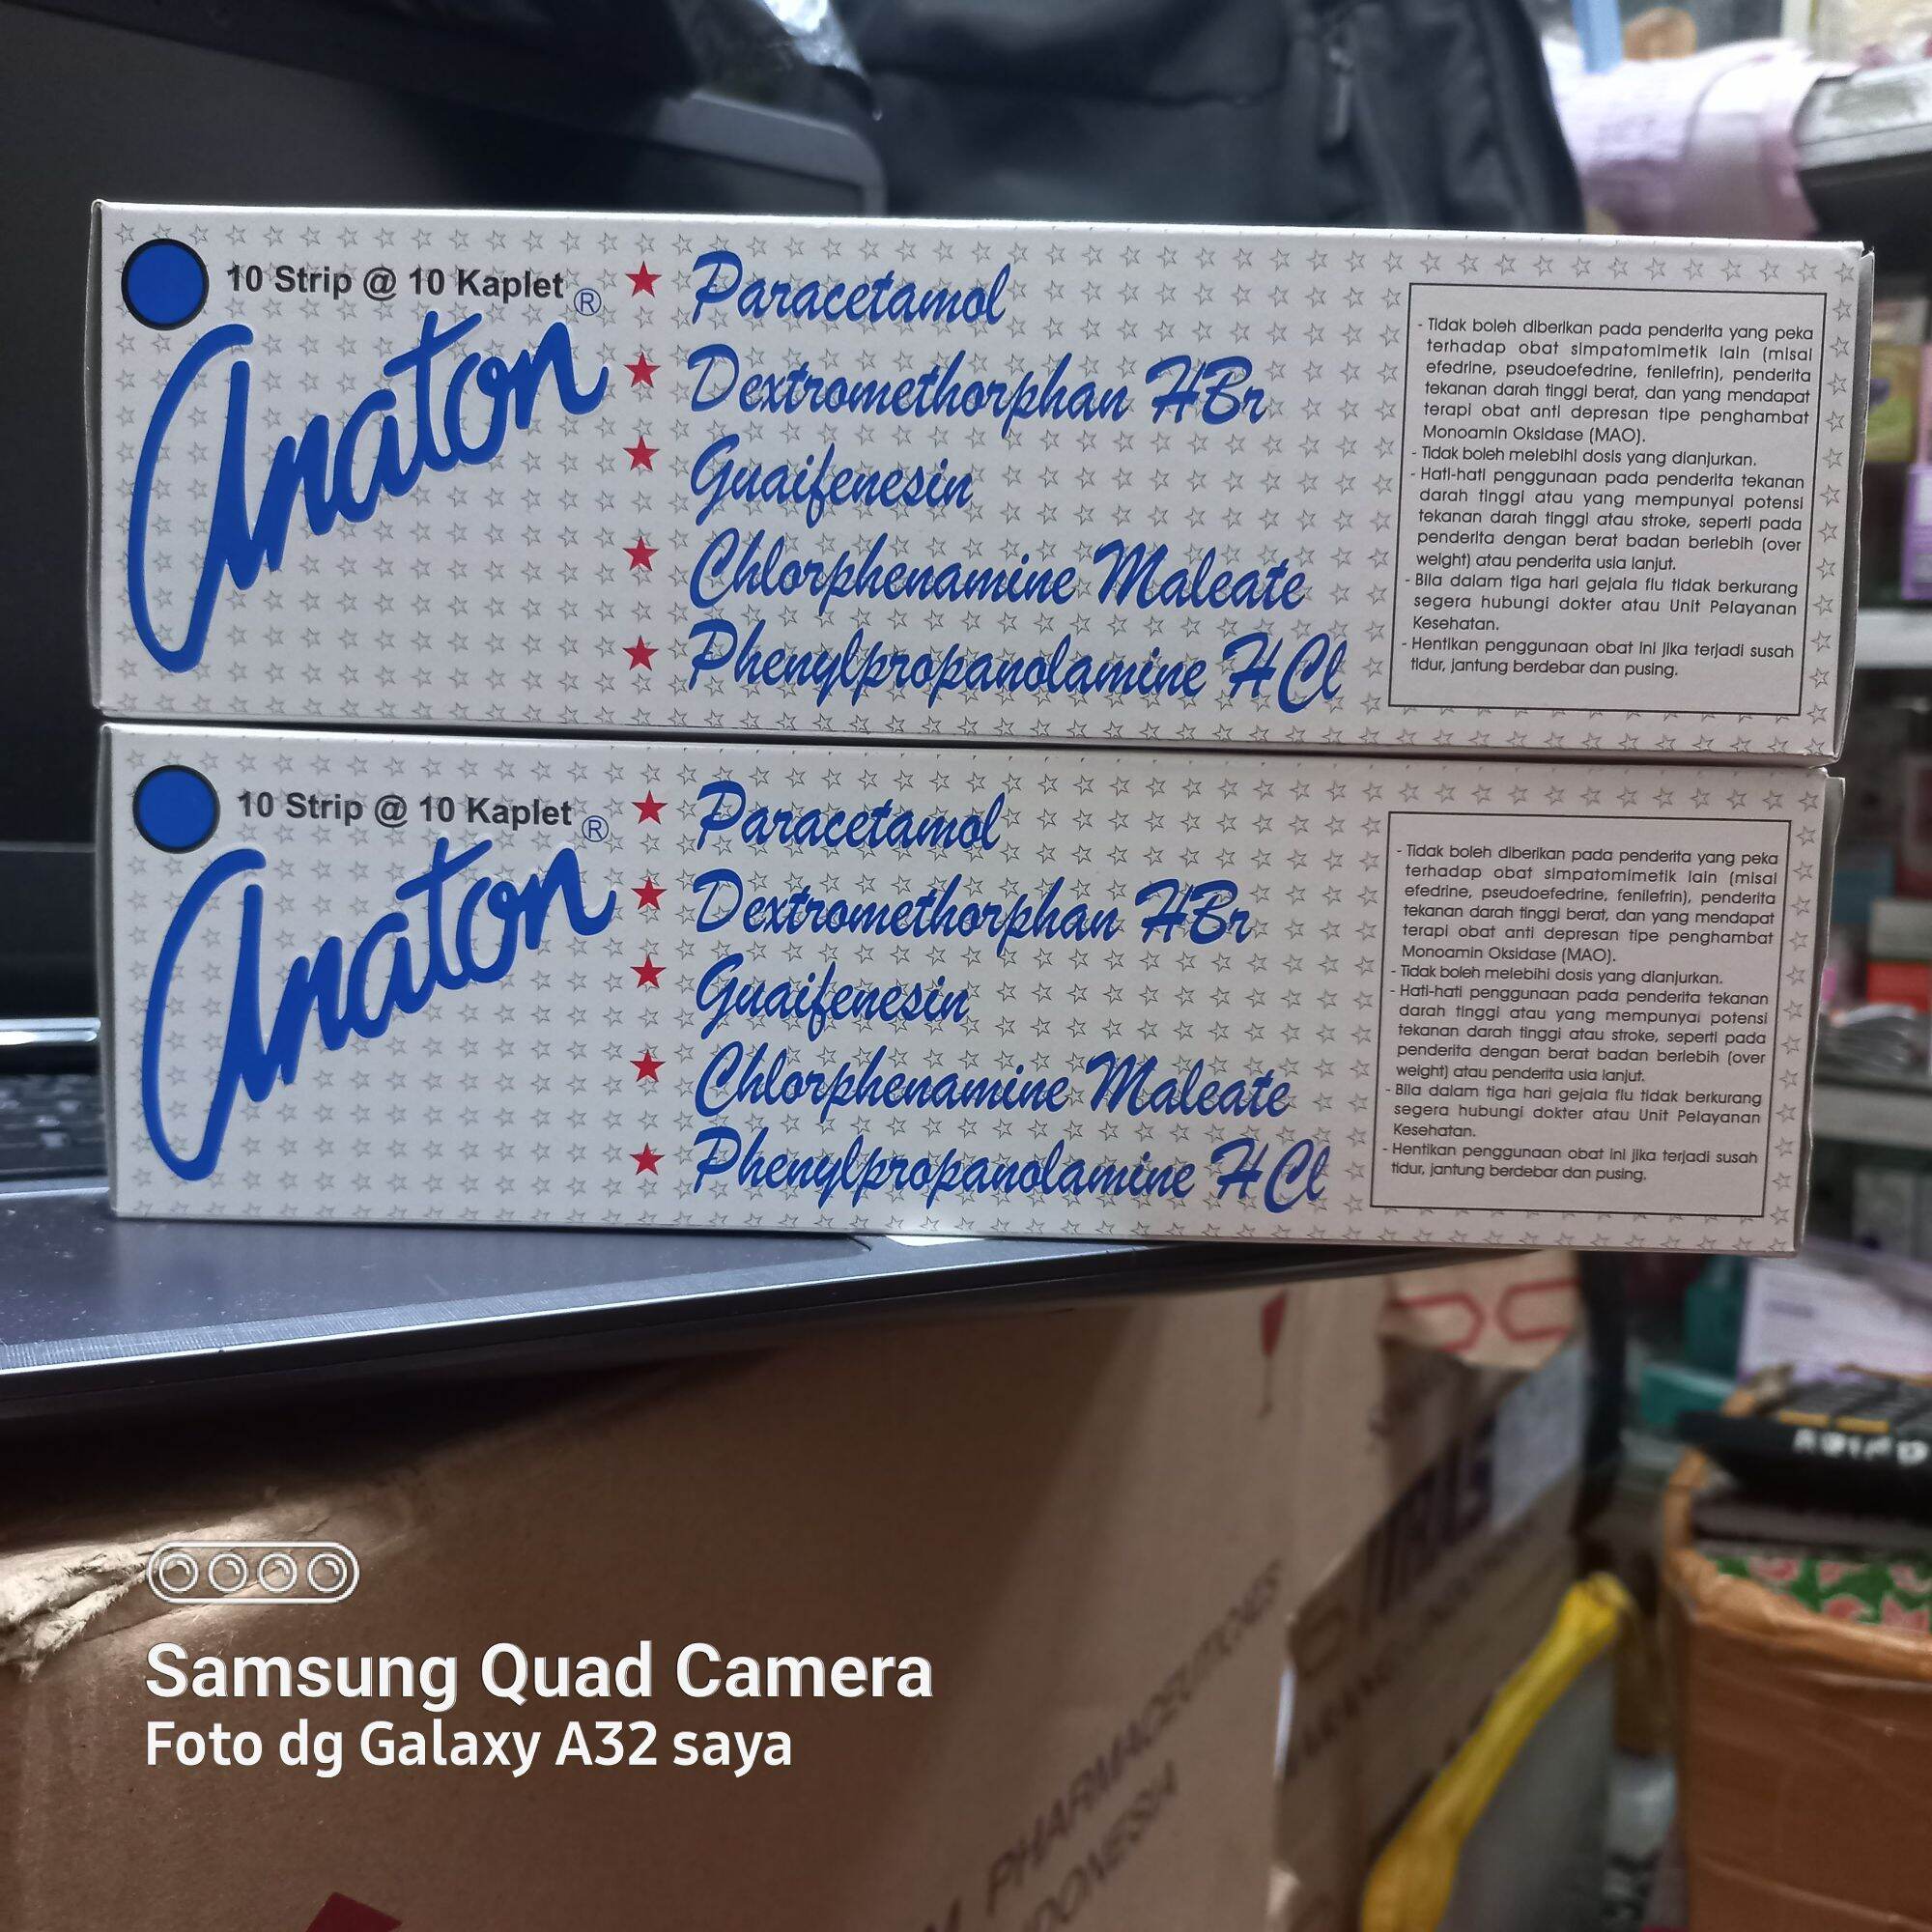 10 Strip @ 10 Kaplet
Anaton®
Paracetamol
Dextromethorphan HBr
Guaifenesin
Chlorphenamine Maleate
Phenylpropanolamine HCl
- Tidak boleh diberikan pada penderita yang peka
terhadap obat simpatomimetik lain (misal
efedrine, pseudoefedrine, fenilefrin), penderita
tekanan darah tinggi berat, dan yang mendapat
terapi obat anti depresan tipe penghambat
Monoamin Oksidase (MAO).
- Tidak boleh melebihi dosis yang dianjurkan.
- Hati-hati penggunaan pada penderita tekanan
darah tinggi atau yang mempunyai potensi
tekanan darah tinggi atau stroke, seperti pada
penderita dengan berat badan berlebih (over
weight) atau penderita usia lanjut.
- Bila dalam tiga hari gejala flu tidak berkurang
segera hubungi dokter atau Unit Pelayanan
Kesehatan.
- Hentikan penggunaan obat ini jika terjadi susah
tidur, jantung berdebar dan pusing.
10 Strip @ 10 Kaplet
Anaton®
Paracetamol
Dextromethorphan HBr
Guaifenesin
Chlorphenamine Maleate
Phenylpropanolamine HCl
- Tidak boleh diberikan pada penderita yang peka
terhadap obat simpatomimetik lain (misal
efedrine, pseudoefedrine, fenilefrin), penderita
tekanan darah tinggi berat, dan yang mendapat
terapi obat anti depresan tipe penghambat
Monoamin Oksidase (MAO).
- Tidak boleh melebihi dosis yang dianjurkan.
- Hati-hati penggunaan pada penderita tekanan
darah tinggi atau yang mempunyai potensi
tekanan darah tinggi atau stroke, seperti pada
penderita dengan berat badan berlebih (over
weight) atau penderita usia lanjut.
- Bila dalam tiga hari gejala flu tidak berkurang
segera hubungi dokter atau Unit Pelayanan
Kesehatan.
- Hentikan penggunaan obat ini jika terjadi susah
tidur, jantung berdebar dan pusing.
Samsung Quad Camera
Foto dg Galaxy A32 saya
PHARMACEUTICALS